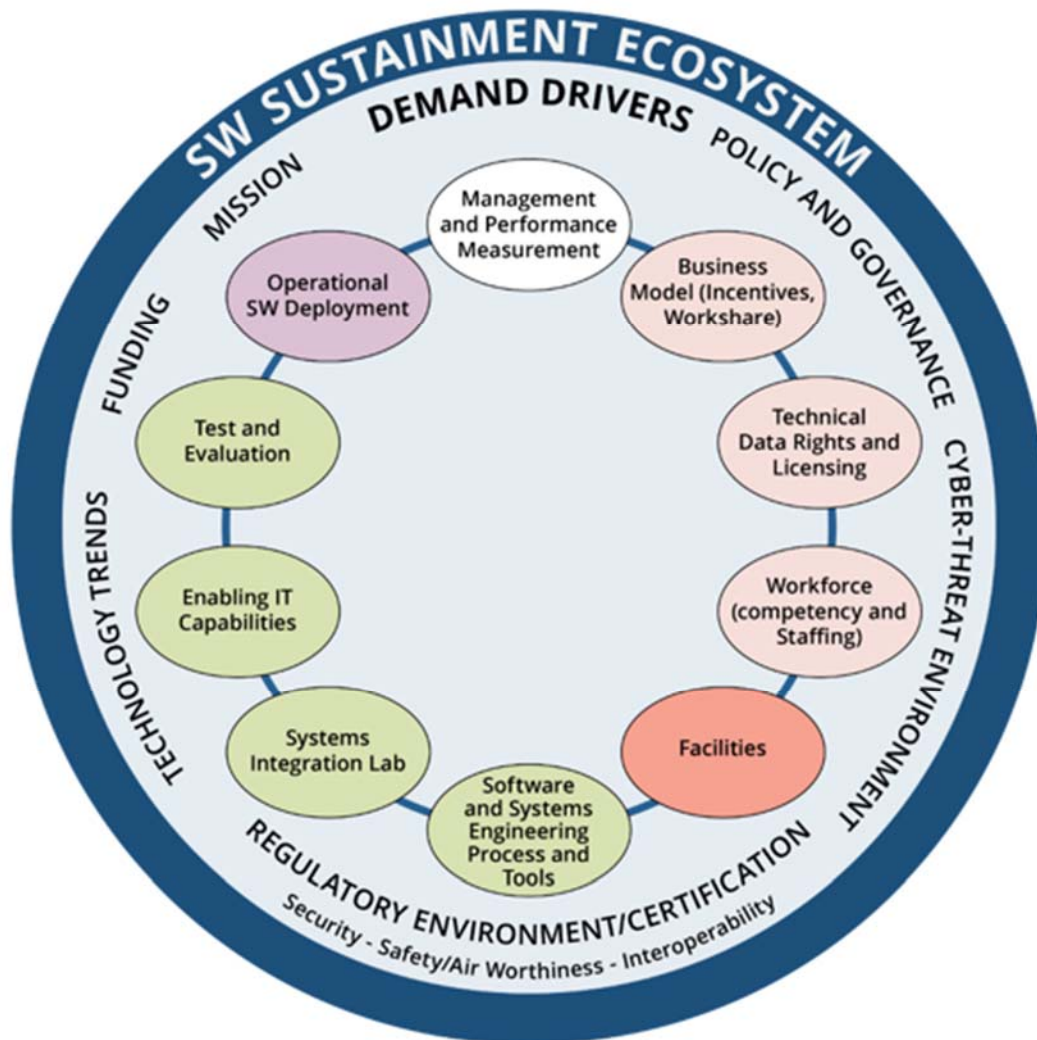 SW SUSTAINMENT ECOSYSTEM
DEMAND DRIVERS
POLICY AND GOVERNANCE
CYBER-THREAT ENVIRONMENT
REGULATORY ENVIRONMENT/CERTIFICATION
Security - Safety/Air Worthiness - Interoperability
TECHNOLOGY TRENDS
FUNDING
MISSION
Management
and Performance
Measurement
Business
Model (Incentives,
Workshare)
Technical
Data Rights and
Licensing
Workforce
(competency and
Staffing)
Facilities
Software
and Systems
Engineering
Process and
Tools
Systems
Integration Lab
Enabling IT
Capabilities
Test and
Evaluation
Operational
SW Deployment